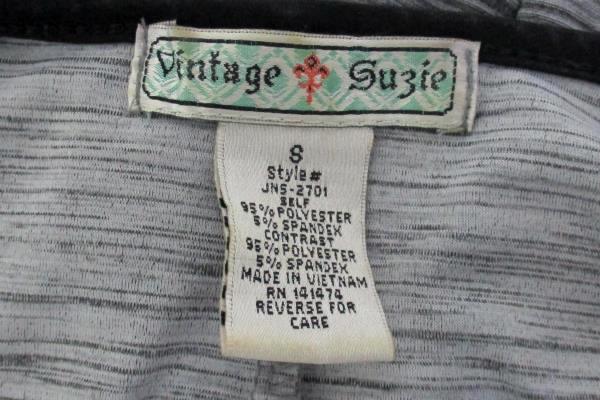 Vintage Suzie
S
Style#
JNS-2701
SELF
95% POLYESTER
5% SPANDEX
CONTRAST
95% POLYESTER
5% SPANDEX
MADE IN VIETNAM
RN 141474
REVERSE FOR
CARE